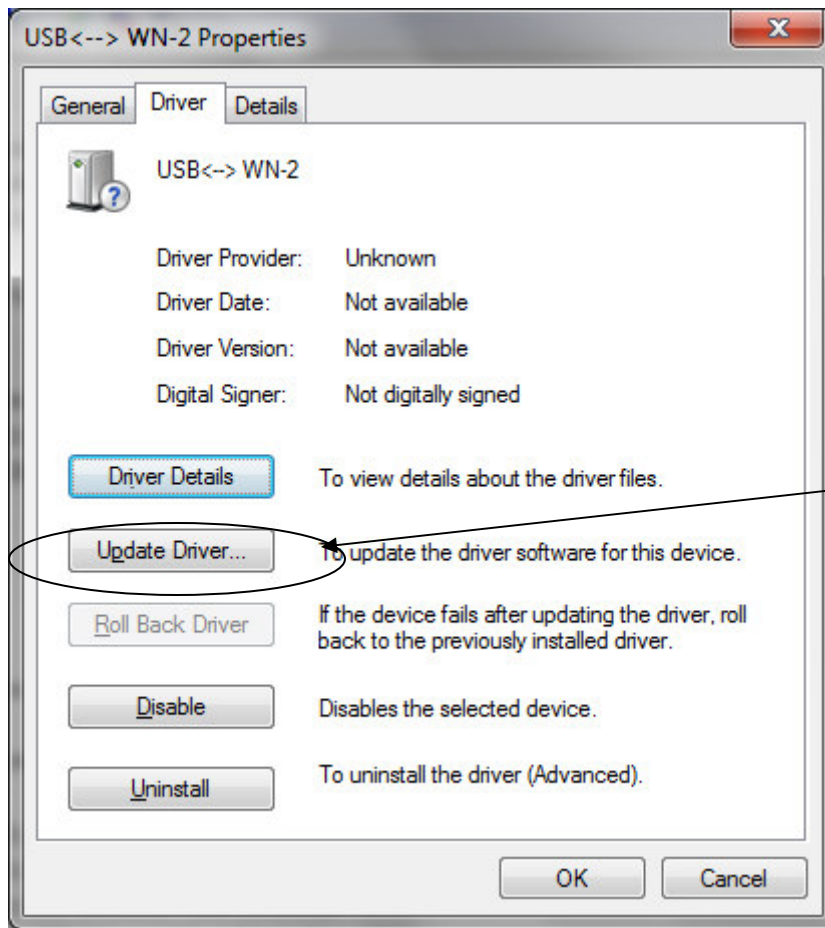 USB<--> WN-2 Properties
General Driver Details
USB<--> WN-2
Driver Provider: Unknown
Driver Date: Not available
Driver Version: Not available
Digital Signer: Not digitally signed
Driver Details To view details about the driver files.
Update Driver... To update the driver software for this device.
Roll Back Driver If the device fails after updating the driver, roll
back to the previously installed driver.
Disable Disables the selected device.
Uninstall To uninstall the driver (Advanced).
OK Cancel